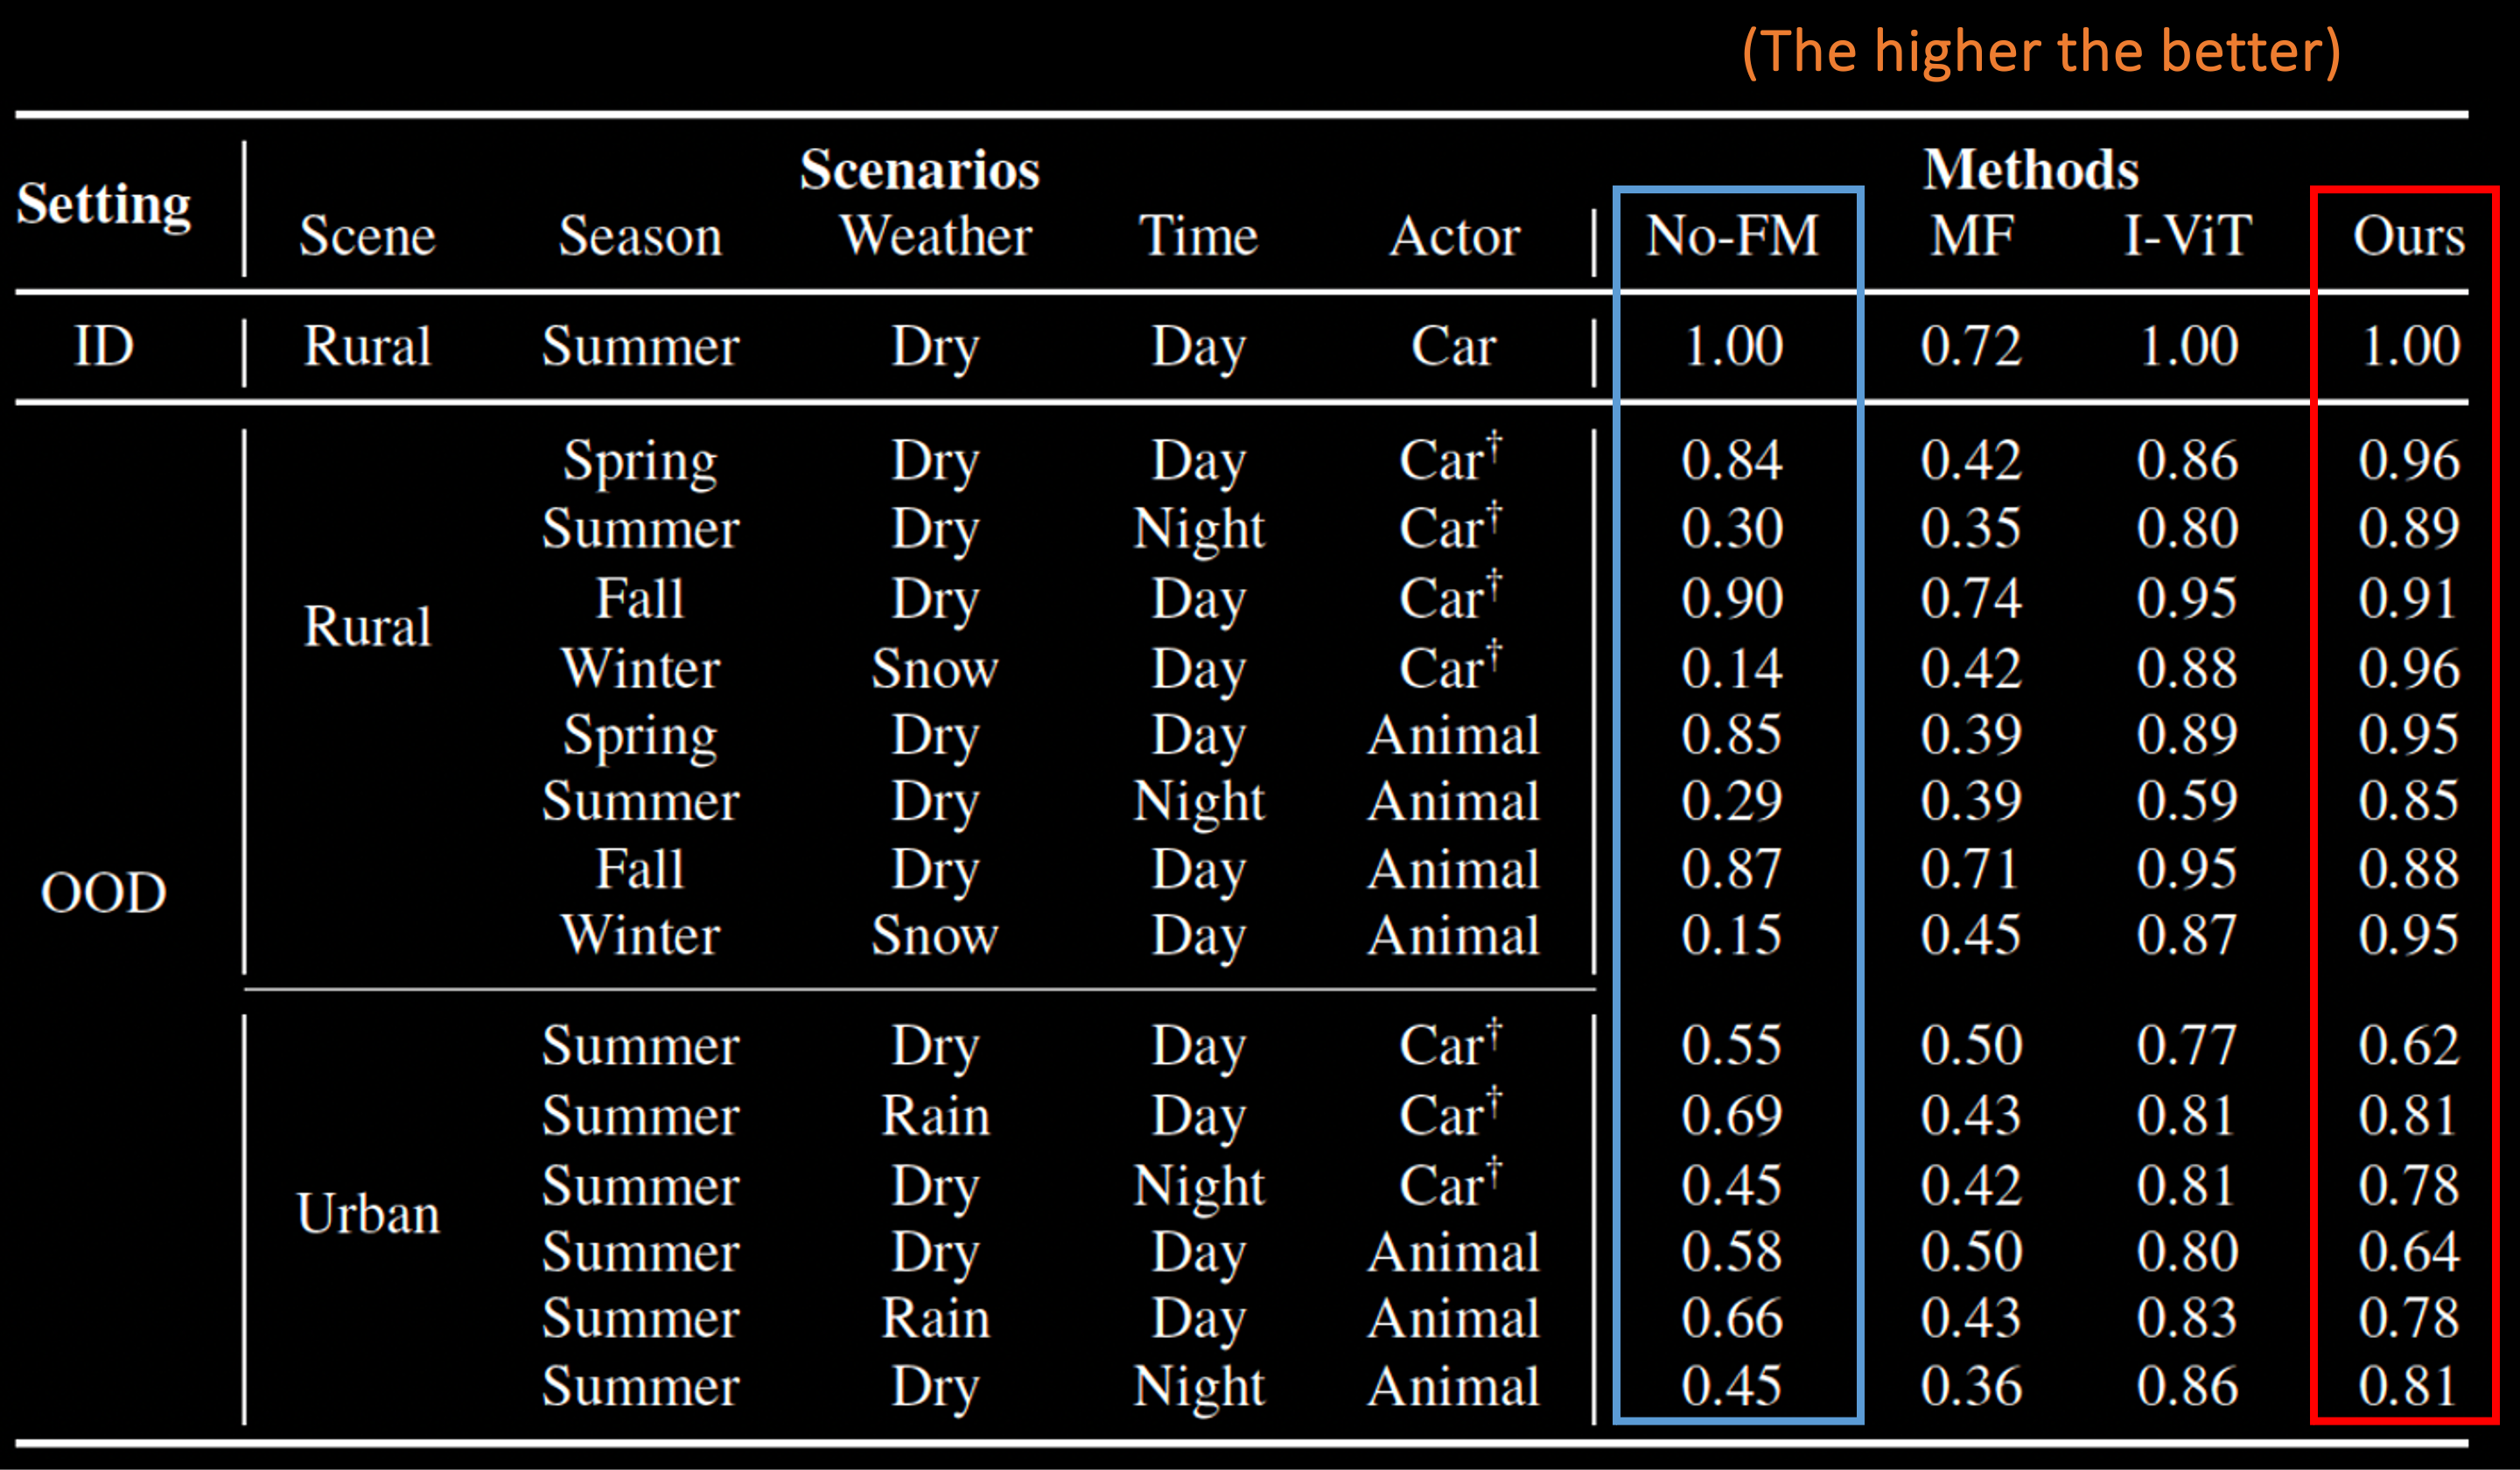 (The higher the better)
Setting Scenarios Methods
Scene Season Weather Time Actor No-FM MF I-ViT Ours
ID Rural Summer Dry Day Car 1.00 0.72 1.00 1.00
OOD
Rural
Spring Dry Day Car† 0.84 0.42 0.86 0.96
Summer Dry Night Car† 0.30 0.35 0.80 0.89
Fall Dry Day Car† 0.90 0.74 0.95 0.91
Winter Snow Day Car† 0.14 0.42 0.88 0.96
Spring Dry Day Animal 0.85 0.39 0.89 0.95
Summer Dry Night Animal 0.29 0.39 0.59 0.85
Fall Dry Day Animal 0.87 0.71 0.95 0.88
Winter Snow Day Animal 0.15 0.45 0.87 0.95
Urban
Summer Dry Day Car† 0.55 0.50 0.77 0.62
Summer Rain Day Car† 0.69 0.43 0.81 0.81
Summer Dry Night Car† 0.45 0.42 0.81 0.78
Summer Dry Day Animal 0.58 0.50 0.80 0.64
Summer Rain Day Animal 0.66 0.43 0.83 0.78
Summer Dry Night Animal 0.45 0.36 0.86 0.81